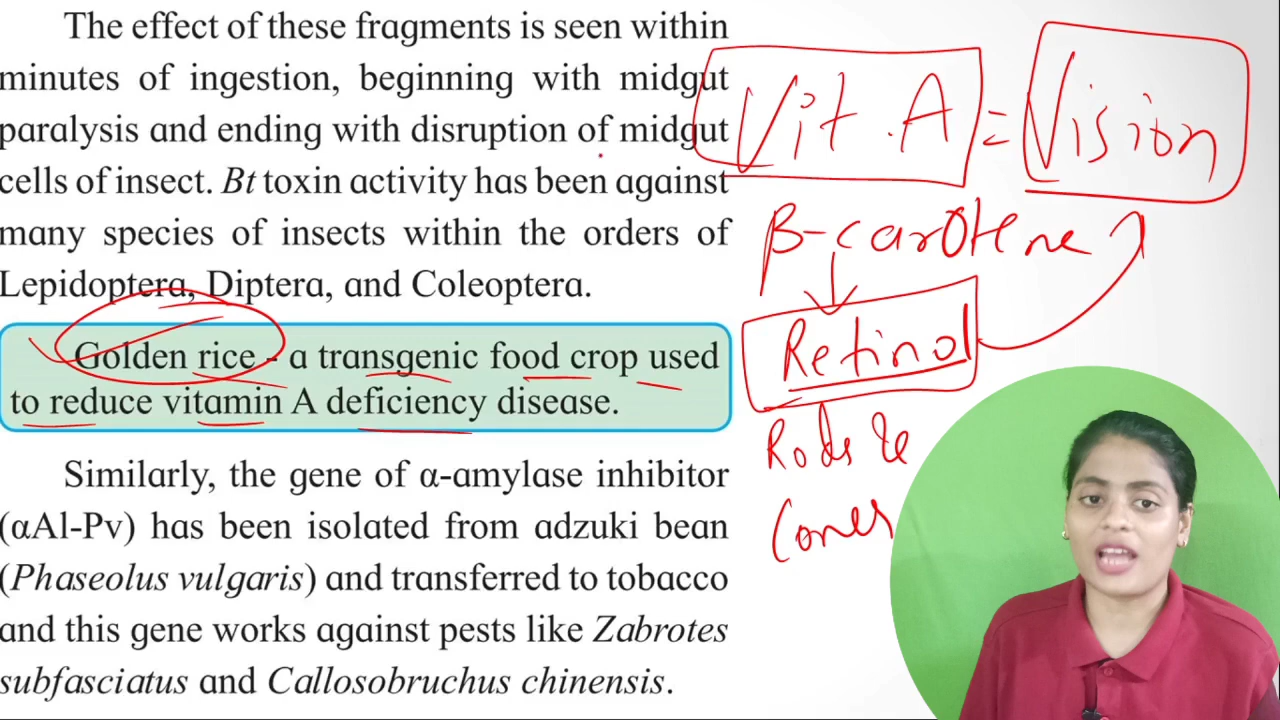 The effect of these fragments is seen within
minutes of ingestion, beginning with midgut
paralysis and ending with disruption of midgut
cells of insect. Bt toxin activity has been against
many species of insects within the orders of
Lepidoptera, Diptera, and Coleoptera.
Golden rice - a transgenic food crop used
to reduce vitamin A deficiency disease.
Similarly, the gene of α-amylase inhibitor
(αAl-Pv) has been isolated from adzuki bean
(Phaseolus vulgaris) and transferred to tobacco
and this gene works against pests like Zabrotes
subfasciatus and Callosobruchus chinensis.
Vit. A = Vision
β-carotene
Retinol
Rods &
Cones